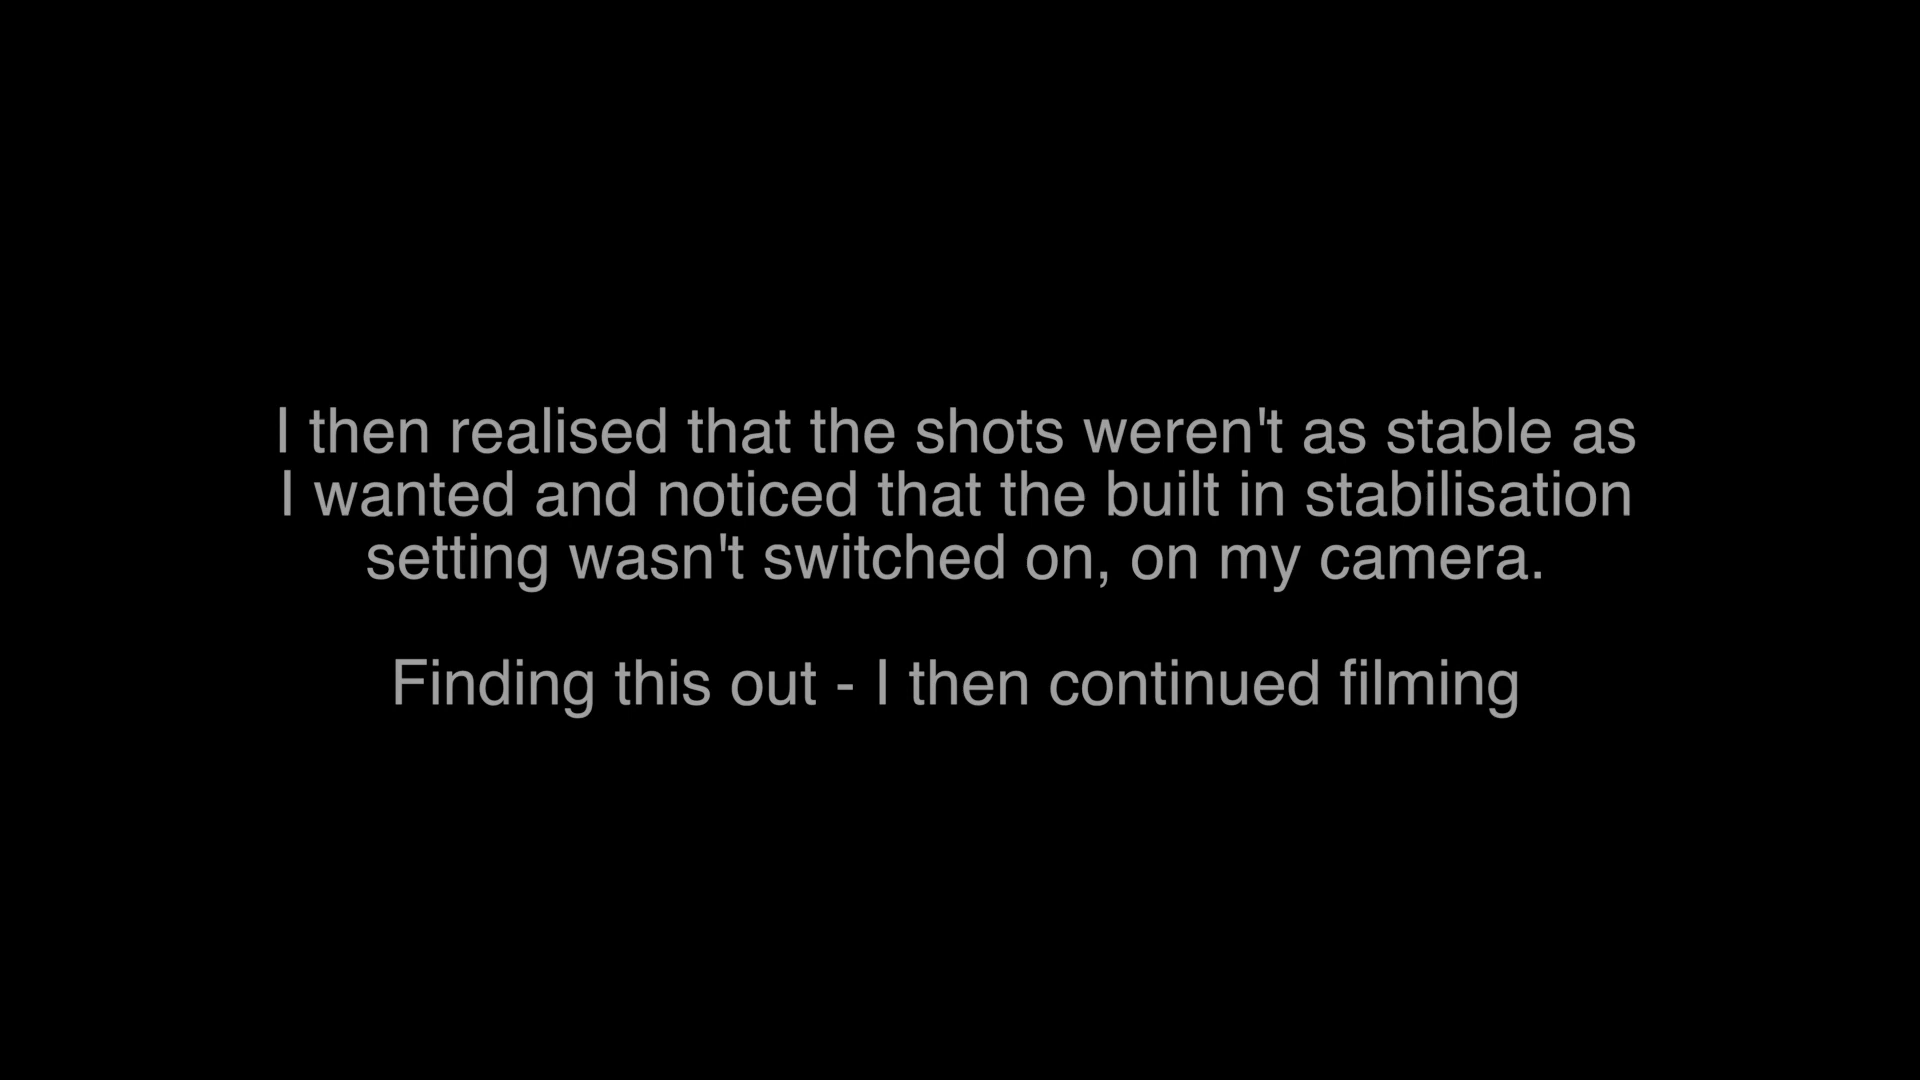 I then realised that the shots weren't as stable as
I wanted and noticed that the built in stabilisation
setting wasn't switched on, on my camera.
Finding this out - I then continued filming